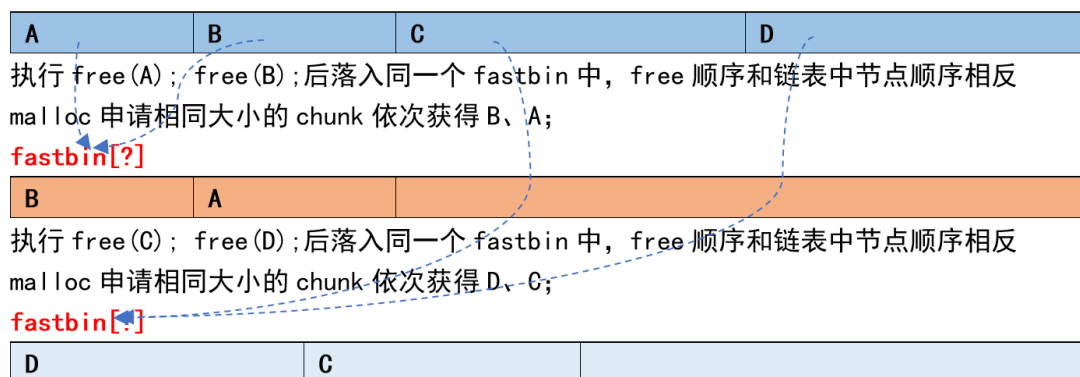 A B C D
执行 free(A); free(B);后落入同一个 fastbin 中，free 顺序和链表中节点顺序相反
malloc 申请相同大小的 chunk 依次获得 B、A；
fastbin[?]
B A
执行 free(C); free(D);后落入同一个 fastbin 中，free 顺序和链表中节点顺序相反
malloc 申请相同大小的 chunk 依次获得 D、C；
fastbin[?]
D C